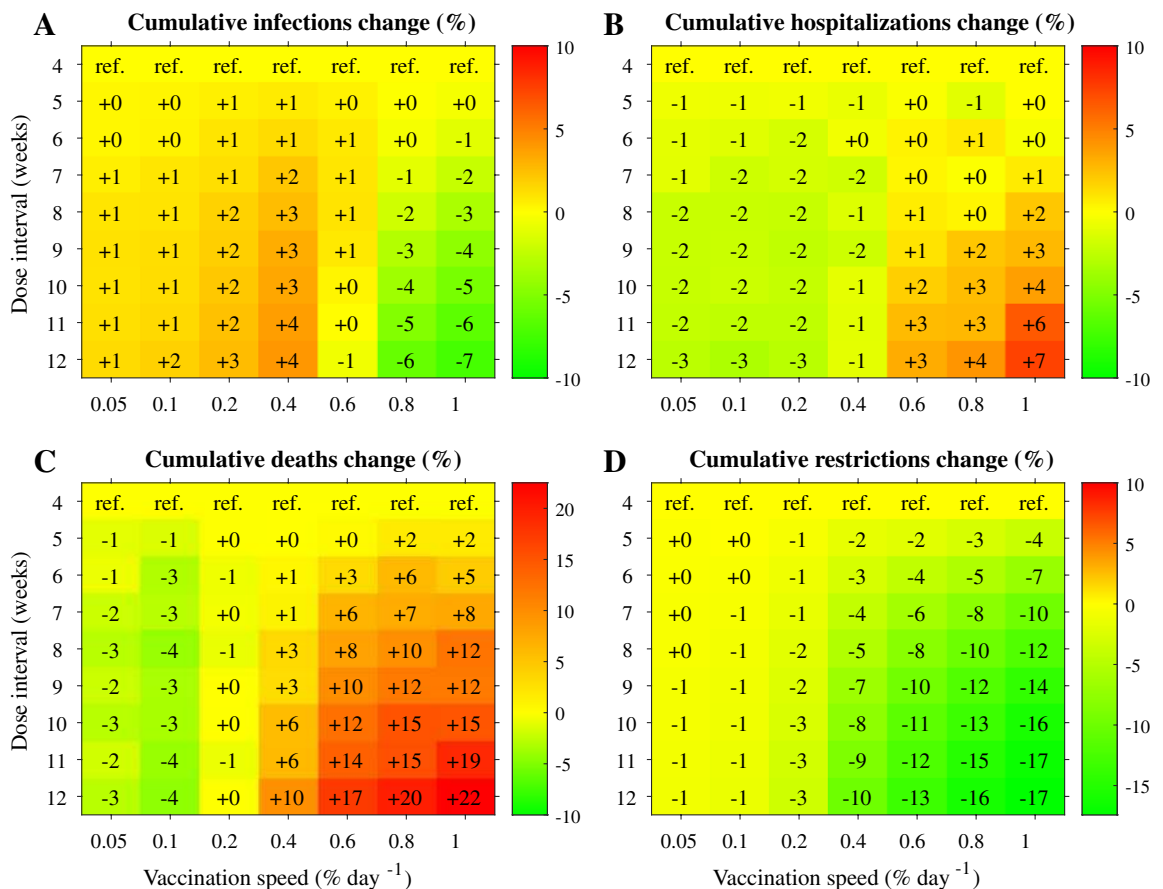 A Cumulative infections change (%)
4 ref. ref. ref. ref. ref. ref. ref. 10
5 +0 +0 +1 +1 +0 +0 +0
6 +0 +0 +1 +1 +1 +0 -1 5
7 +1 +1 +1 +2 +1 -1 -2
8 +1 +1 +2 +3 +1 -2 -3 0
9 +1 +1 +2 +3 +1 -3 -4
10 +1 +1 +2 +3 +0 -4 -5 -5
11 +1 +1 +2 +4 +0 -5 -6
12 +1 +2 +3 +4 -1 -6 -7 -10
0.05 0.1 0.2 0.4 0.6 0.8 1
Dose interval (weeks)
B Cumulative hospitalizations change (%)
4 ref. ref. ref. ref. ref. ref. ref. 10
5 -1 -1 -1 -1 +0 -1 +0
6 -1 -1 -2 +0 +0 +1 +0 5
7 -1 -2 -2 -2 +0 +0 +1
8 -2 -2 -2 -1 +1 +0 +2 0
9 -2 -2 -2 -2 +1 +2 +3
10 -2 -2 -2 -1 +2 +3 +4 -5
11 -2 -2 -2 -1 +3 +3 +6
12 -3 -3 -3 -1 +3 +4 +7 -10
0.05 0.1 0.2 0.4 0.6 0.8 1
C Cumulative deaths change (%)
4 ref. ref. ref. ref. ref. ref. ref. 20
5 -1 -1 +0 +0 +0 +2 +2 15
6 -1 -3 -1 +1 +3 +6 +5
7 -2 -3 +0 +1 +6 +7 +8 10
8 -3 -4 -1 +3 +8 +10 +12 5
9 -2 -3 +0 +3 +10 +12 +12
10 -3 -3 +0 +6 +12 +15 +15 0
11 -2 -4 -1 +6 +14 +15 +19 -5
12 -3 -4 +0 +10 +17 +20 +22 -10
0.05 0.1 0.2 0.4 0.6 0.8 1
Vaccination speed (% day -1)
Dose interval (weeks)
D Cumulative restrictions change (%)
4 ref. ref. ref. ref. ref. ref. ref. 10
5 +0 +0 -1 -2 -2 -3 -4
6 +0 +0 -1 -3 -4 -5 -7 5
7 +0 -1 -1 -4 -6 -8 -10 0
8 +0 -1 -2 -5 -8 -10 -12
9 -1 -1 -2 -7 -10 -12 -14 -5
10 -1 -1 -3 -8 -11 -13 -16 -10
11 -1 -1 -3 -9 -12 -15 -17
12 -1 -1 -3 -10 -13 -16 -17 -15
0.05 0.1 0.2 0.4 0.6 0.8 1
Vaccination speed (% day -1)